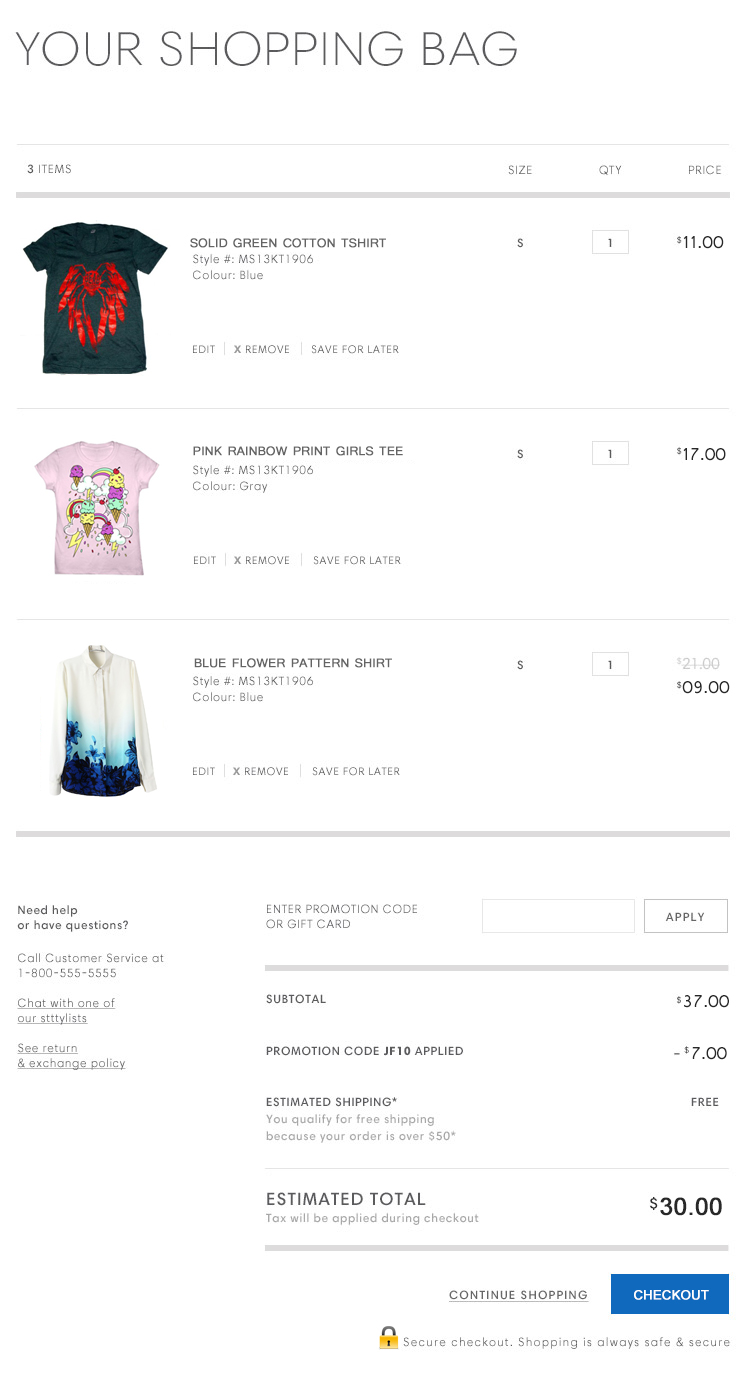 YOUR SHOPPING BAG
3 ITEMS SIZE QTY PRICE
SOLID GREEN COTTON TSHIRT S 1 $11.00
Style #: MS13KT1906
Colour: Blue
EDIT X REMOVE SAVE FOR LATER
PINK RAINBOW PRINT GIRLS TEE S 1 $17.00
Style #: MS13KT1906
Colour: Gray
EDIT X REMOVE SAVE FOR LATER
BLUE FLOWER PATTERN SHIRT S 1 $21.00
Style #: MS13KT1906 $09.00
Colour: Blue
EDIT X REMOVE SAVE FOR LATER
Need help
or have questions?
Call Customer Service at
1-800-555-5555
Chat with one of
our stttylists
See return
& exchange policy
ENTER PROMOTION CODE
OR GIFT CARD
APPLY
SUBTOTAL $37.00
PROMOTION CODE JF10 APPLIED - $7.00
ESTIMATED SHIPPING* FREE
You qualify for free shipping
because your order is over $50*
ESTIMATED TOTAL $30.00
Tax will be applied during checkout
CONTINUE SHOPPING CHECKOUT
Secure checkout. Shopping is always safe & secure